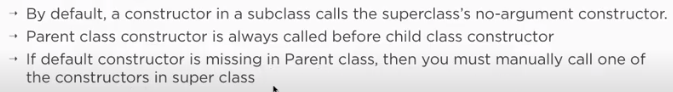 → By default, a constructor in a subclass calls the superclass's no-argument constructor.
→ Parent class constructor is always called before child class constructor
→ If default constructor is missing in Parent class, then you must manually call one of
the constructors in super class